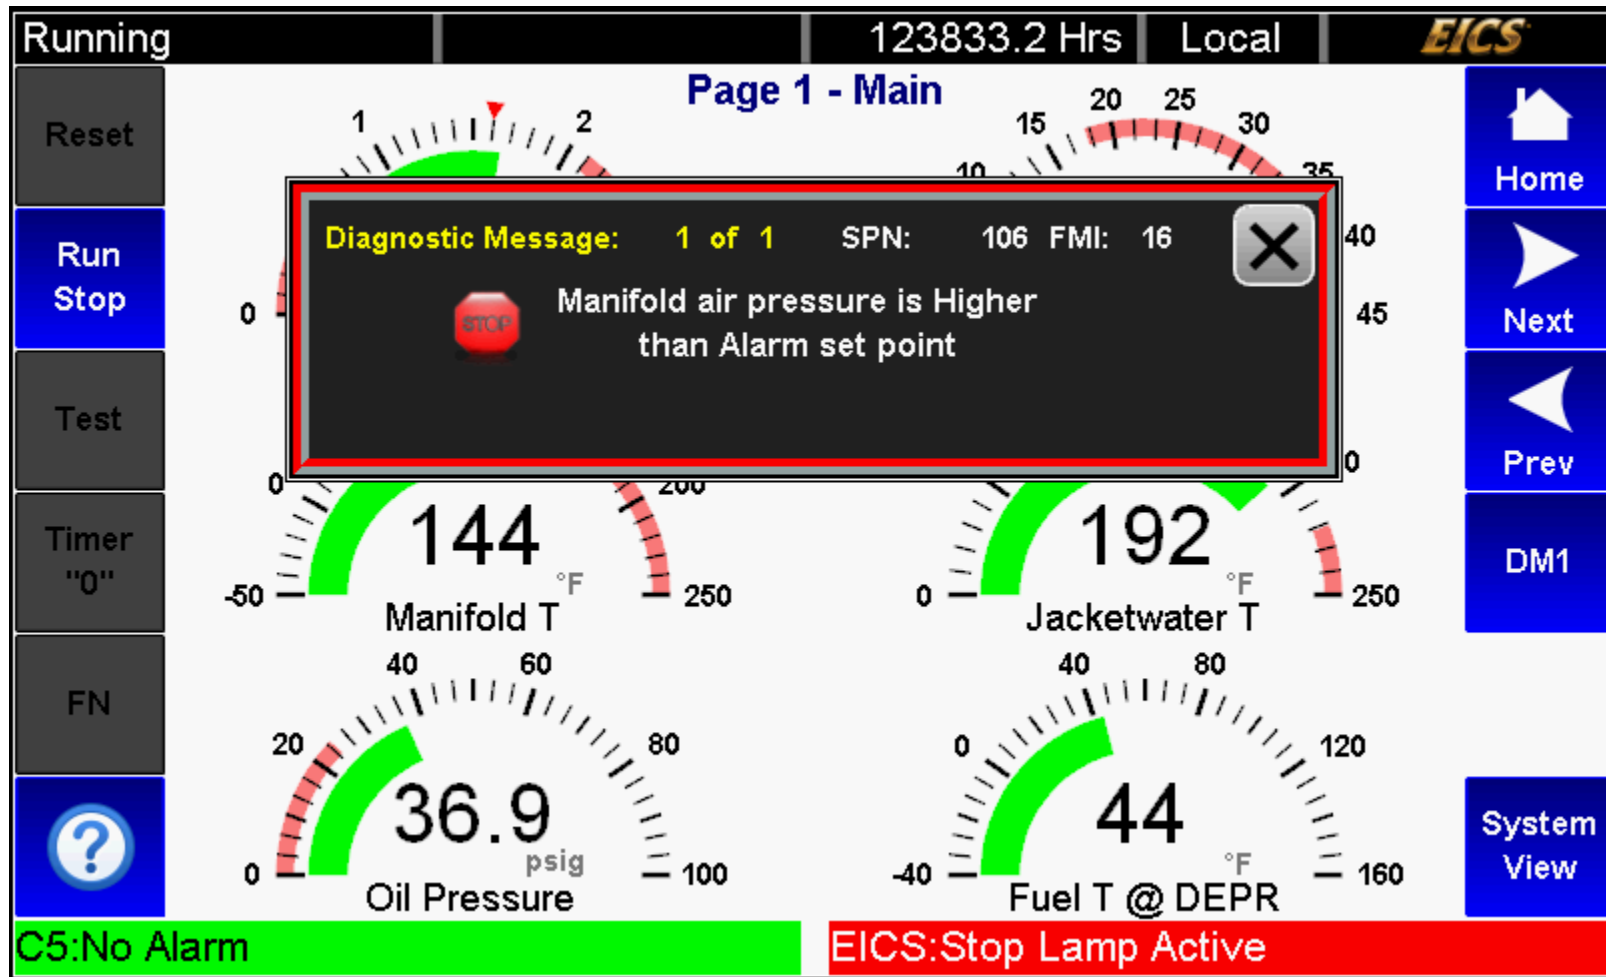 Running 123833.2 Hrs Local EICS
Page 1 - Main
Reset
Home
Run
Stop
Next
Test
Prev
Timer
"0"
DM1
FN
System
View
1 2
0
10 15 20 25 30 35 40 45
Diagnostic Message: 1 of 1 SPN: 106 FMI: 16
STOP
Manifold air pressure is Higher
than Alarm set point
-50 0 200 250
144
°F
Manifold T
0 250
192
°F
Jacketwater T
0 20 40 60 80 100
36.9
psig
Oil Pressure
-40 0 40 80 120 160
44
°F
Fuel T @ DEPR
?
C5:No Alarm
EICS:Stop Lamp Active